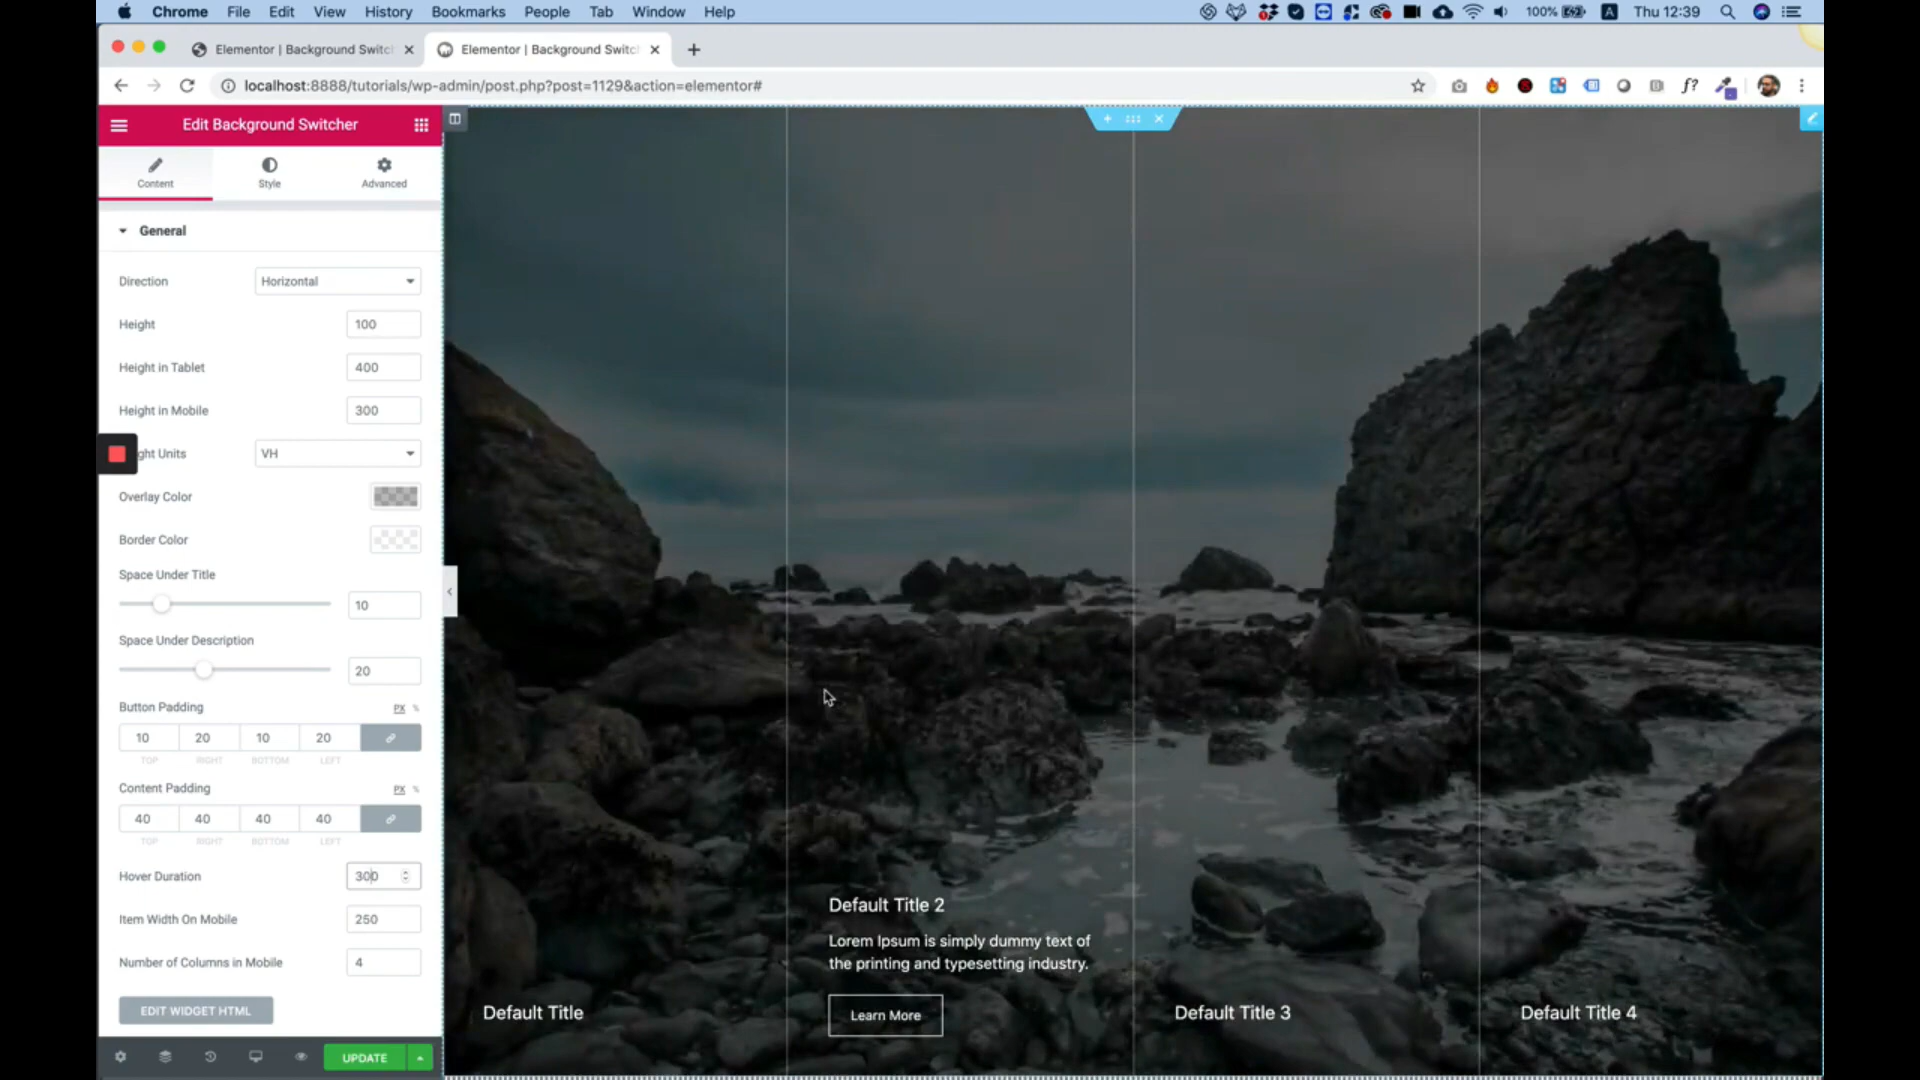 Chrome File Edit View History Bookmarks People Tab Window Help 100% A Thu 12:39
Elementor | Background Switc Elementor | Background Switc
localhost:8888/tutorials/wp-admin/post.php?post=1129&action=elementor# f?
Edit Background Switcher
Content Style Advanced
General
Direction Horizontal
Height 100
Height in Tablet 400
Height in Mobile 300
ght Units VH
Overlay Color
Border Color
Space Under Title
10
Space Under Description
20
Button Padding PX %
10 20 10 20
TOP RIGHT BOTTOM LEFT
Content Padding PX %
40 40 40 40
TOP RIGHT BOTTOM LEFT
Hover Duration 300
Item Width On Mobile 250
Number of Columns in Mobile 4
EDIT WIDGET HTML
UPDATE
Default Title
Default Title 2
Lorem Ipsum is simply dummy text of
the printing and typesetting industry.
Learn More
Default Title 3
Default Title 4